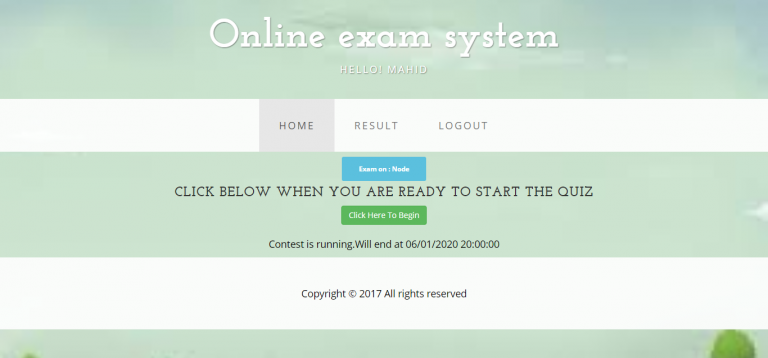 Online exam system
HELLO! MAHID
HOME RESULT LOGOUT
Exam on : Node
CLICK BELOW WHEN YOU ARE READY TO START THE QUIZ
Click Here To Begin
Contest is running.Will end at 06/01/2020 20:00:00
Copyright © 2017 All rights reserved